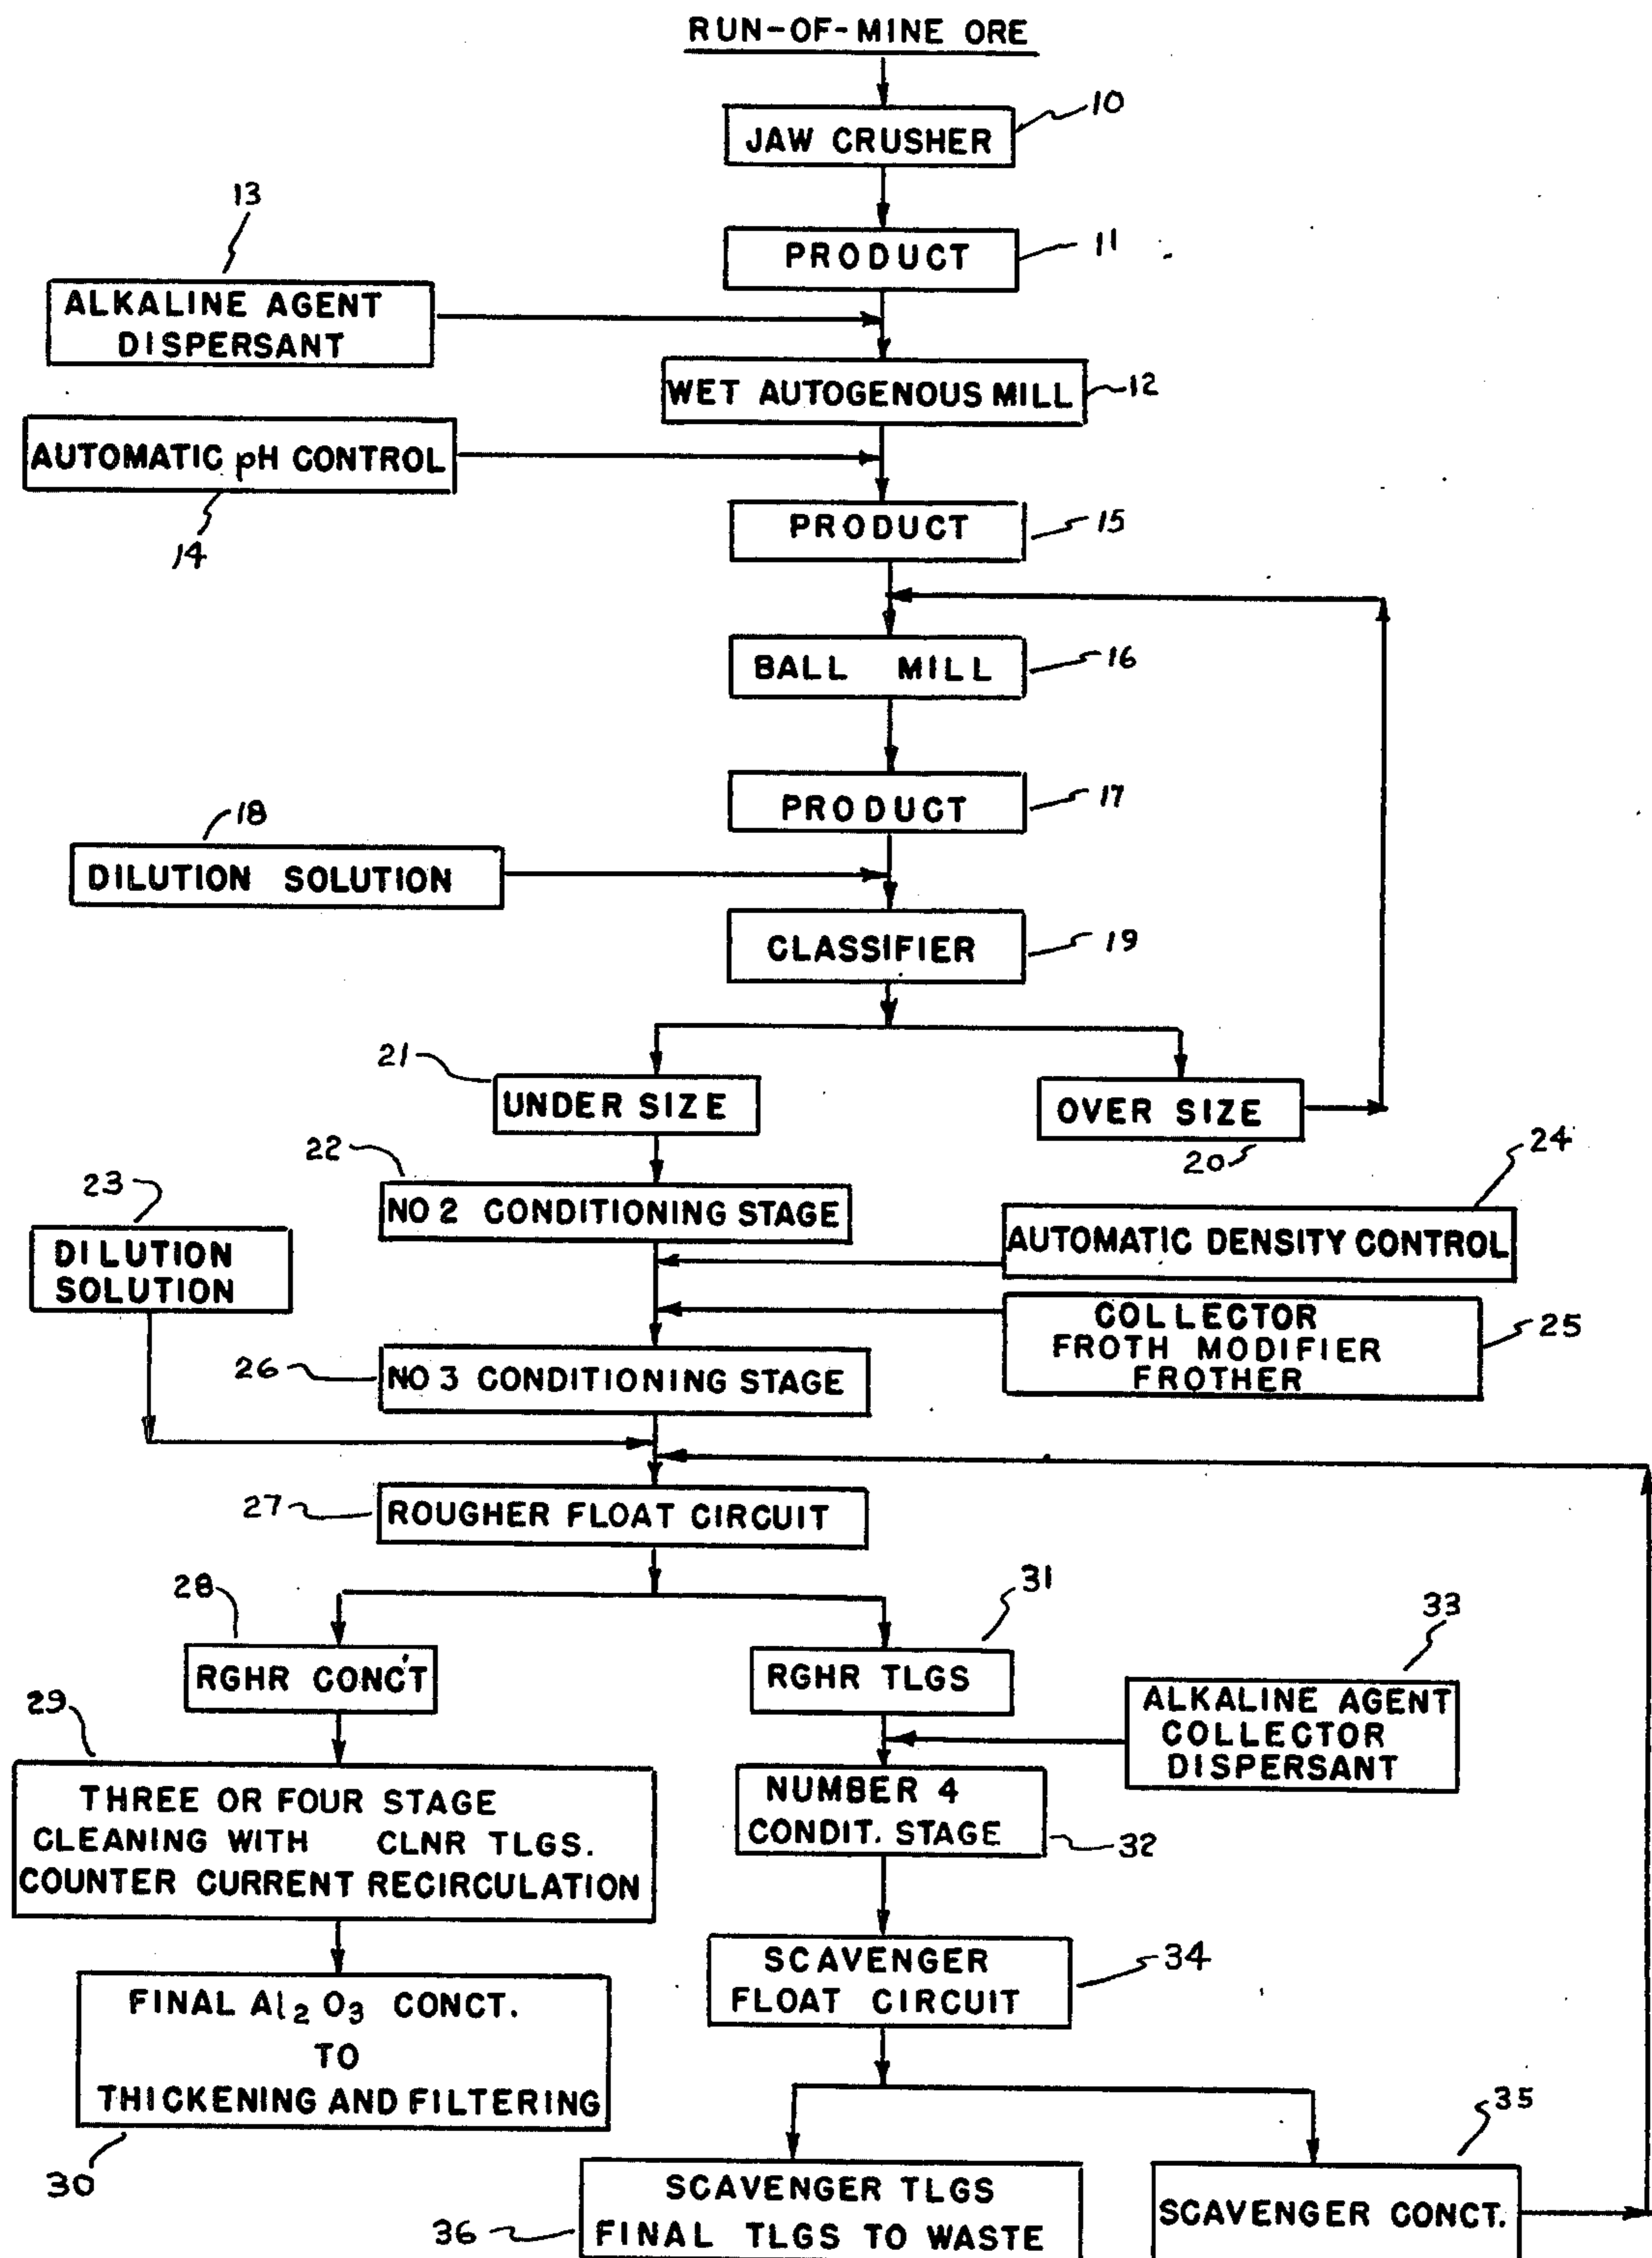 RUN-OF-MINE ORE
10
JAW CRUSHER
11
PRODUCT
13
ALKALINE AGENT
DISPERSANT
WET AUTOGENOUS MILL
12
AUTOMATIC pH CONTROL
14
PRODUCT
15
BALL MILL
16
PRODUCT
17
18
DILUTION SOLUTION
CLASSIFIER
19
21
UNDER SIZE
OVER SIZE
20
22
NO 2 CONDITIONING STAGE
23
DILUTION
SOLUTION
24
AUTOMATIC DENSITY CONTROL
COLLECTOR
FROTH MODIFIER
FROTHER
25
26
NO 3 CONDITIONING STAGE
27
ROUGHER FLOAT CIRCUIT
28
RGHR CONC'T
31
RGHR TLGS
33
ALKALINE AGENT
COLLECTOR
DISPERSANT
29
THREE OR FOUR STAGE
CLEANING WITH CLNR TLGS.
COUNTER CURRENT RECIRCULATION
NUMBER 4
CONDIT. STAGE
32
FINAL Al₂O₃ CONCT.
TO
THICKENING AND FILTERING
30
SCAVENGER
FLOAT CIRCUIT
34
35
SCAVENGER TLGS
FINAL TLGS TO WASTE
36
SCAVENGER CONCT.